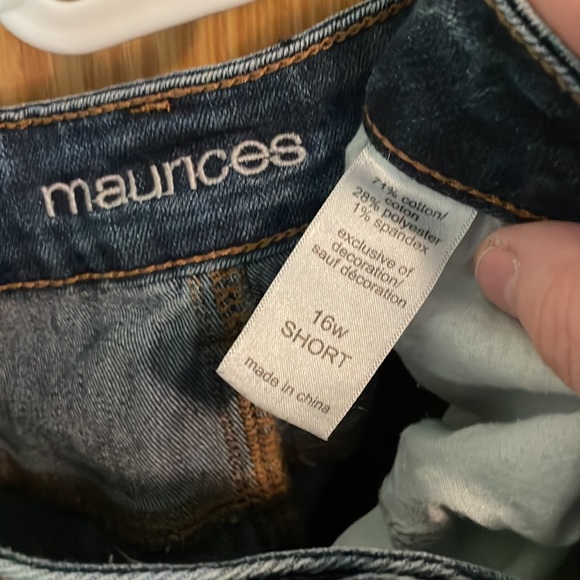 maurices
71% cotton/
coton
28% polyester
1% spandex
exclusive of
decoration/
sauf décoration
16w
SHORT
made in china